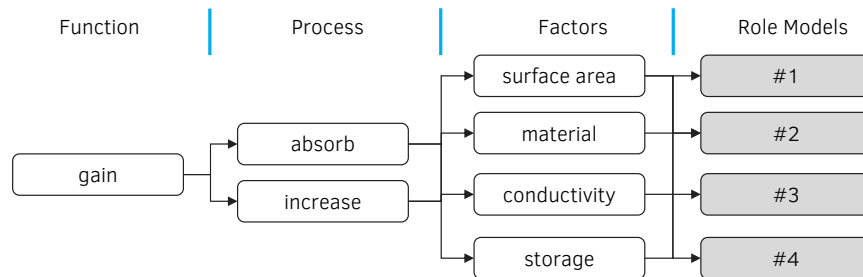 Function
Process
Factors
Role Models
gain
absorb
increase
surface area
material
conductivity
storage
#1
#2
#3
#4